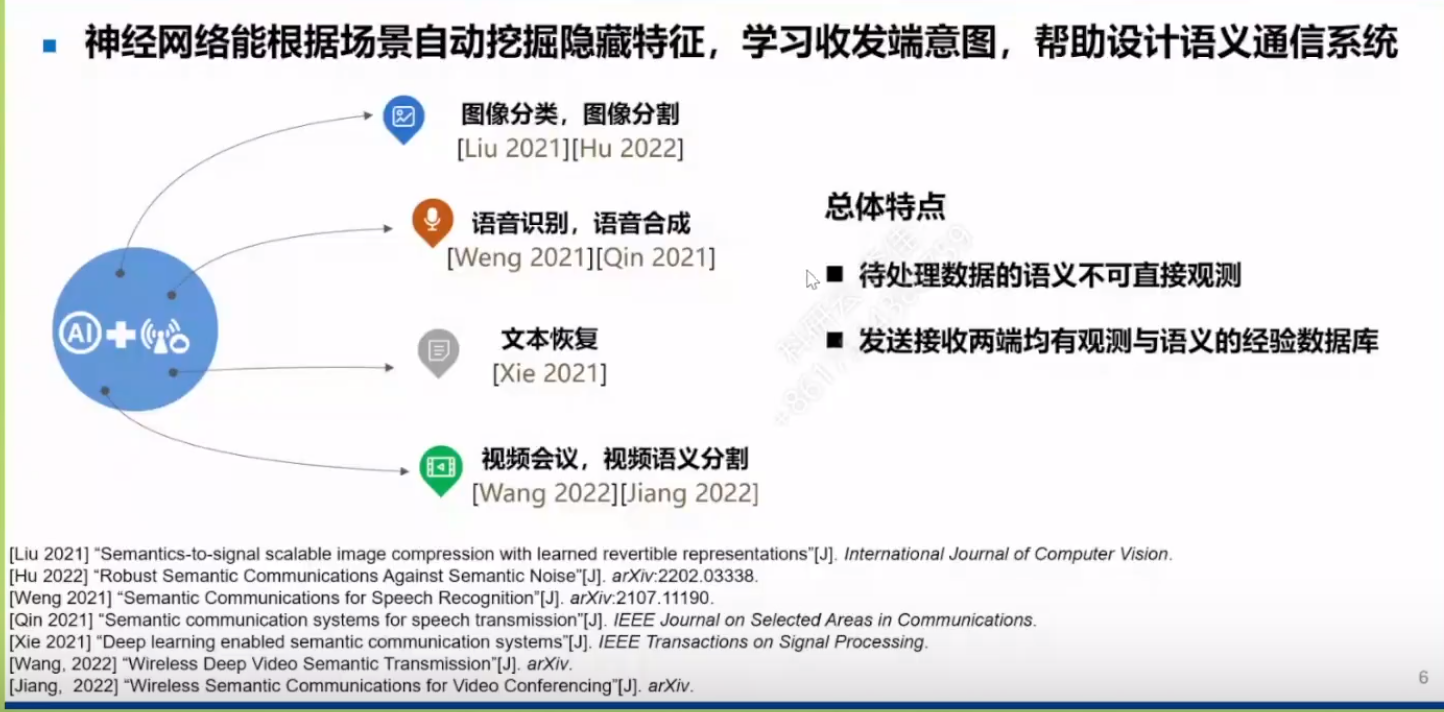 神经网络能根据场景自动挖掘隐藏特征，学习收发端意图，帮助设计语义通信系统
图像分类，图像分割
[Liu 2021][Hu 2022]
语音识别，语音合成
[Weng 2021][Qin 2021]
AI
文本恢复
[Xie 2021]
视频会议，视频语义分割
[Wang 2022][Jiang 2022]
总体特点
待处理数据的语义不可直接观测
发送接收两端均有观测与语义的经验数据库
[Liu 2021] “Semantics-to-signal scalable image compression with learned revertible representations”[J]. International Journal of Computer Vision.
[Hu 2022] “Robust Semantic Communications Against Semantic Noise”[J]. arXiv:2202.03338.
[Weng 2021] “Semantic Communications for Speech Recognition”[J]. arXiv:2107.11190.
[Qin 2021] “Semantic communication systems for speech transmission”[J]. IEEE Journal on Selected Areas in Communications.
[Xie 2021] “Deep learning enabled semantic communication systems”[J]. IEEE Transactions on Signal Processing.
[Wang, 2022] “Wireless Deep Video Semantic Transmission”[J]. arXiv.
[Jiang, 2022] “Wireless Semantic Communications for Video Conferencing”[J]. arXiv.
6